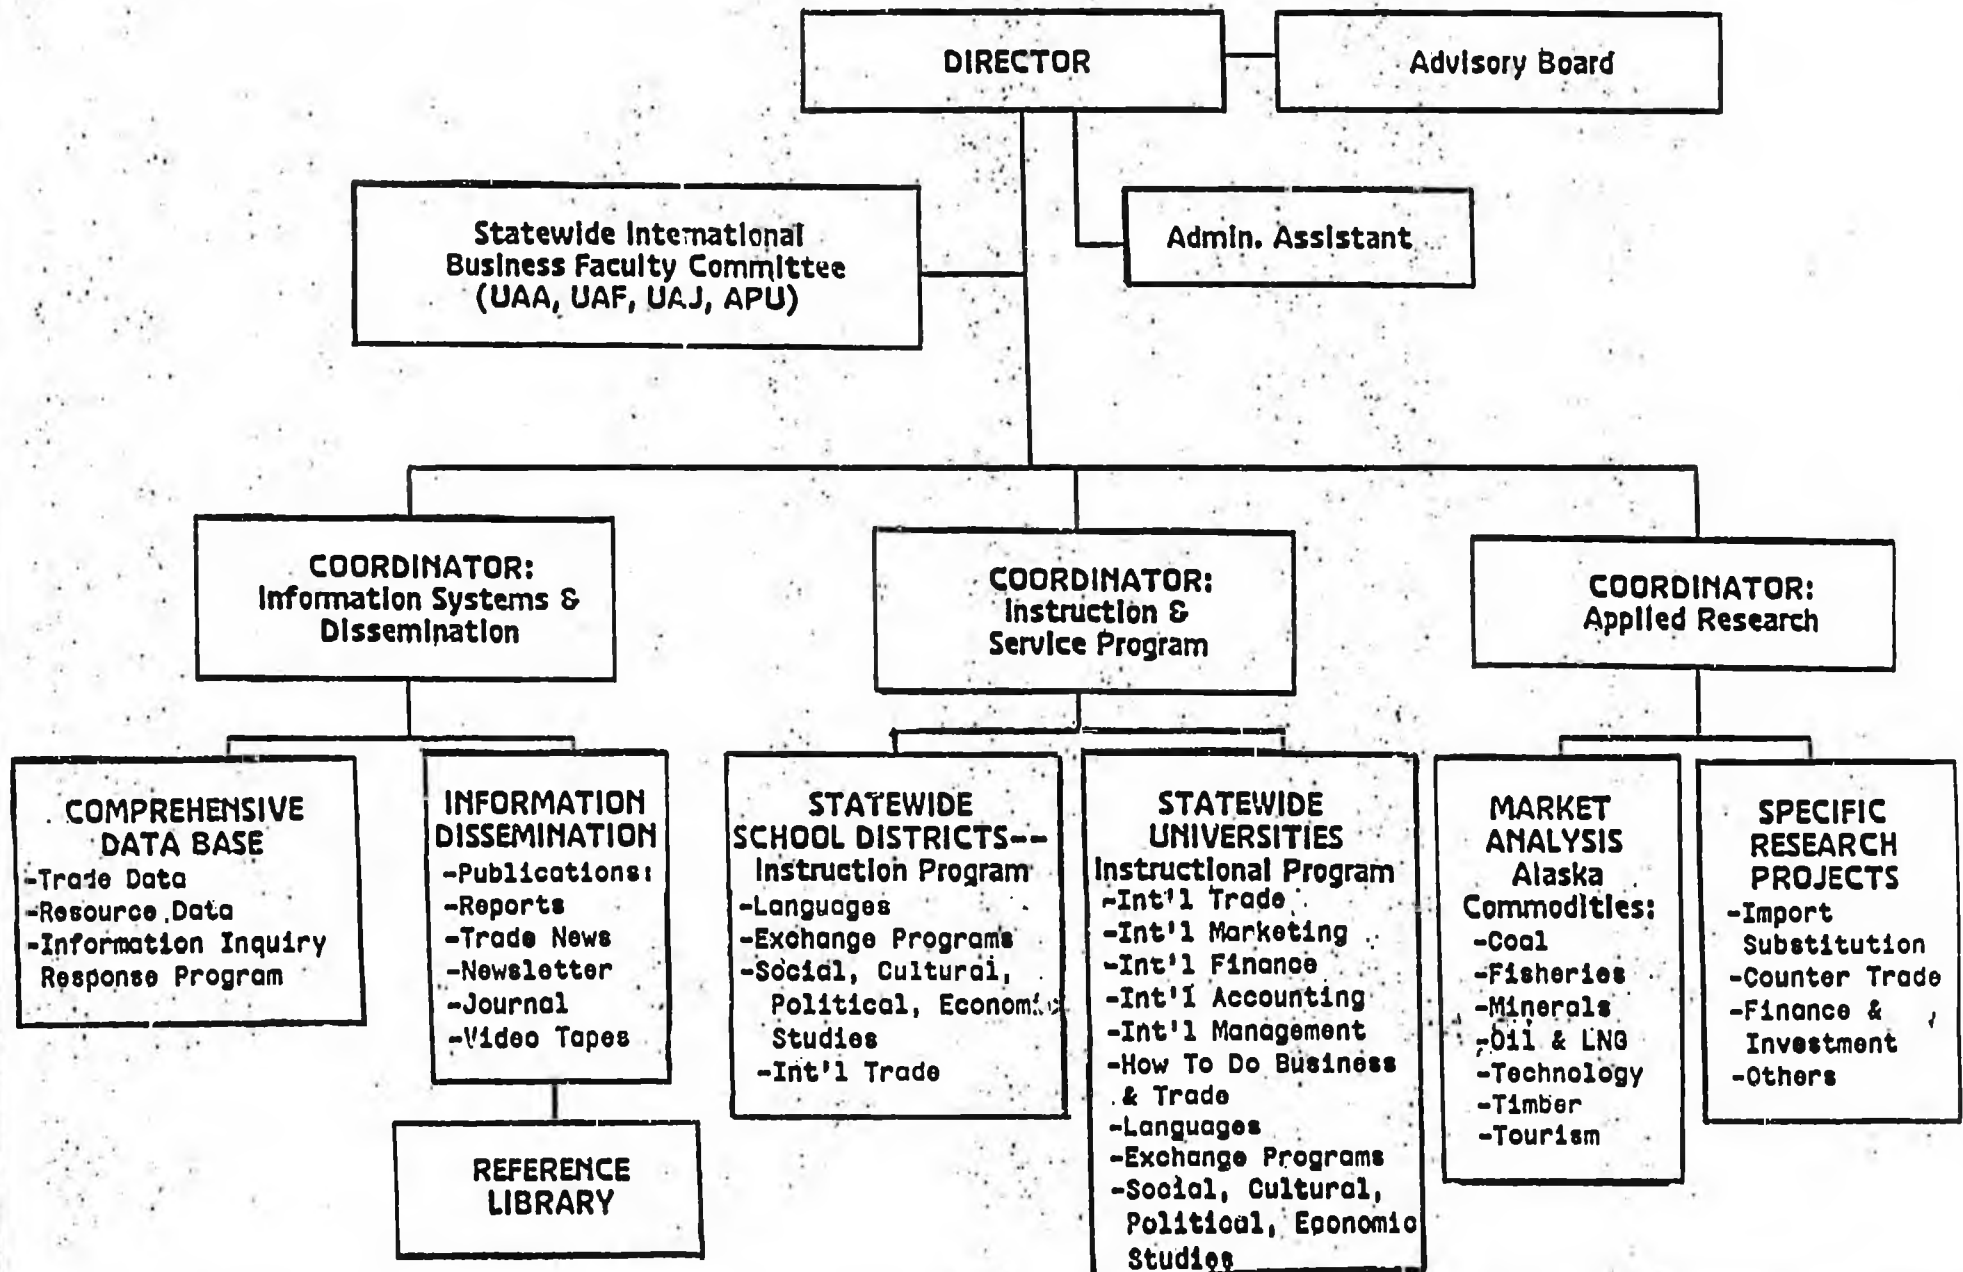 DIRECTOR
Advisory Board
Statewide International
Business Faculty Committee
(UAA, UAF, UAJ, APU)
Admin. Assistant
COORDINATOR:
Information Systems &
Dissemination
COORDINATOR:
Instruction &
Service Program
COORDINATOR:
Applied Research
COMPREHENSIVE
DATA BASE
-Trade Data
-Resource Data
-Information Inquiry
Response Program
INFORMATION
DISSEMINATION
-Publications:
-Reports
-Trade News
-Newsletter
-Journal
-Video Tapes
REFERENCE
LIBRARY
STATEWIDE
SCHOOL DISTRICTS--
Instruction Program
-Languages
-Exchange Programs
-Social, Cultural,
Political, Economic
Studies
-Int'l Trade
STATEWIDE
UNIVERSITIES
Instructional Program
-Int'l Trade
-Int'l Marketing
-Int'l Finance
-Int'l Accounting
-Int'l Management
-How To Do Business
& Trade
-Languages
-Exchange Programs
-Social, Cultural,
Political, Economic
Studies
MARKET
ANALYSIS
Alaska
Commodities:
-Coal
-Fisheries
-Minerals
-Oil & LNG
-Technology
-Timber
-Tourism
SPECIFIC
RESEARCH
PROJECTS
-Import
Substitution
-Counter Trade
-Finance &
Investment
-Others